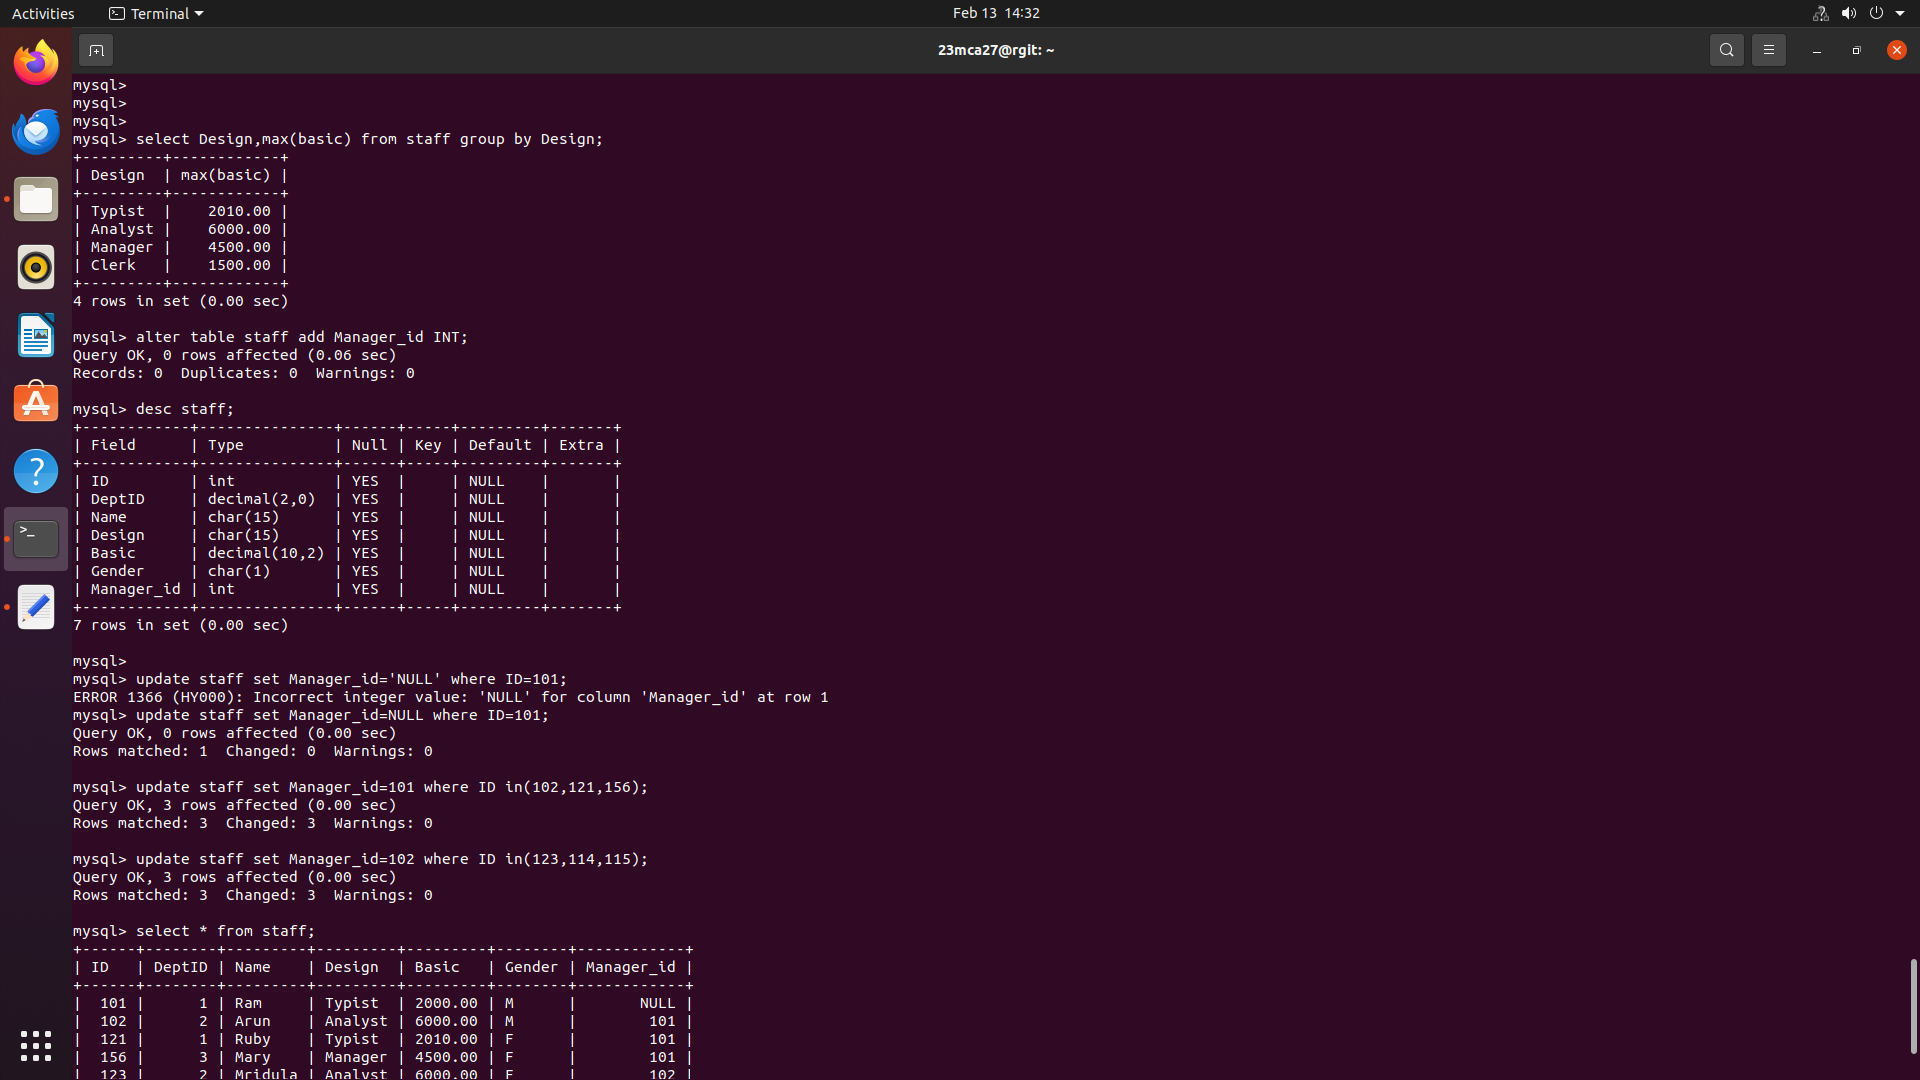 Activities
Terminal
Feb 13 14:32
23mca27@rgit: ~
mysql>
mysql>
mysql>
mysql> select Design,max(basic) from staff group by Design;
+---------+------------+
| Design  | max(basic) |
+---------+------------+
| Typist  |    2010.00 |
| Analyst |    6000.00 |
| Manager |    4500.00 |
| Clerk   |    1500.00 |
+---------+------------+
4 rows in set (0.00 sec)

mysql> alter table staff add Manager_id INT;
Query OK, 0 rows affected (0.06 sec)
Records: 0  Duplicates: 0  Warnings: 0

mysql> desc staff;
+------------+---------------+------+-----+---------+-------+
| Field      | Type          | Null | Key | Default | Extra |
+------------+---------------+------+-----+---------+-------+
| ID         | int           | YES  |     | NULL    |       |
| DeptID     | decimal(2,0)  | YES  |     | NULL    |       |
| Name       | char(15)      | YES  |     | NULL    |       |
| Design     | char(15)      | YES  |     | NULL    |       |
| Basic      | decimal(10,2) | YES  |     | NULL    |       |
| Gender     | char(1)       | YES  |     | NULL    |       |
| Manager_id | int           | YES  |     | NULL    |       |
+------------+---------------+------+-----+---------+-------+
7 rows in set (0.00 sec)

mysql>
mysql> update staff set Manager_id='NULL' where ID=101;
ERROR 1366 (HY000): Incorrect integer value: 'NULL' for column 'Manager_id' at row 1
mysql> update staff set Manager_id=NULL where ID=101;
Query OK, 0 rows affected (0.00 sec)
Rows matched: 1  Changed: 0  Warnings: 0

mysql> update staff set Manager_id=101 where ID in(102,121,156);
Query OK, 3 rows affected (0.00 sec)
Rows matched: 3  Changed: 3  Warnings: 0

mysql> update staff set Manager_id=102 where ID in(123,114,115);
Query OK, 3 rows affected (0.00 sec)
Rows matched: 3  Changed: 3  Warnings: 0

mysql> select * from staff;
+------+--------+---------+---------+---------+--------+------------+
| ID   | DeptID | Name    | Design  | Basic   | Gender | Manager_id |
+------+--------+---------+---------+---------+--------+------------+
|  101 |      1 | Ram     | Typist  | 2000.00 | M      |       NULL |
|  102 |      2 | Arun    | Analyst | 6000.00 | M      |        101 |
|  121 |      1 | Ruby    | Typist  | 2010.00 | F      |        101 |
|  156 |      3 | Mary    | Manager | 4500.00 | F      |        101 |
|  123 |      2 | Mridula | Analyst | 6000.00 | F      |        102 |